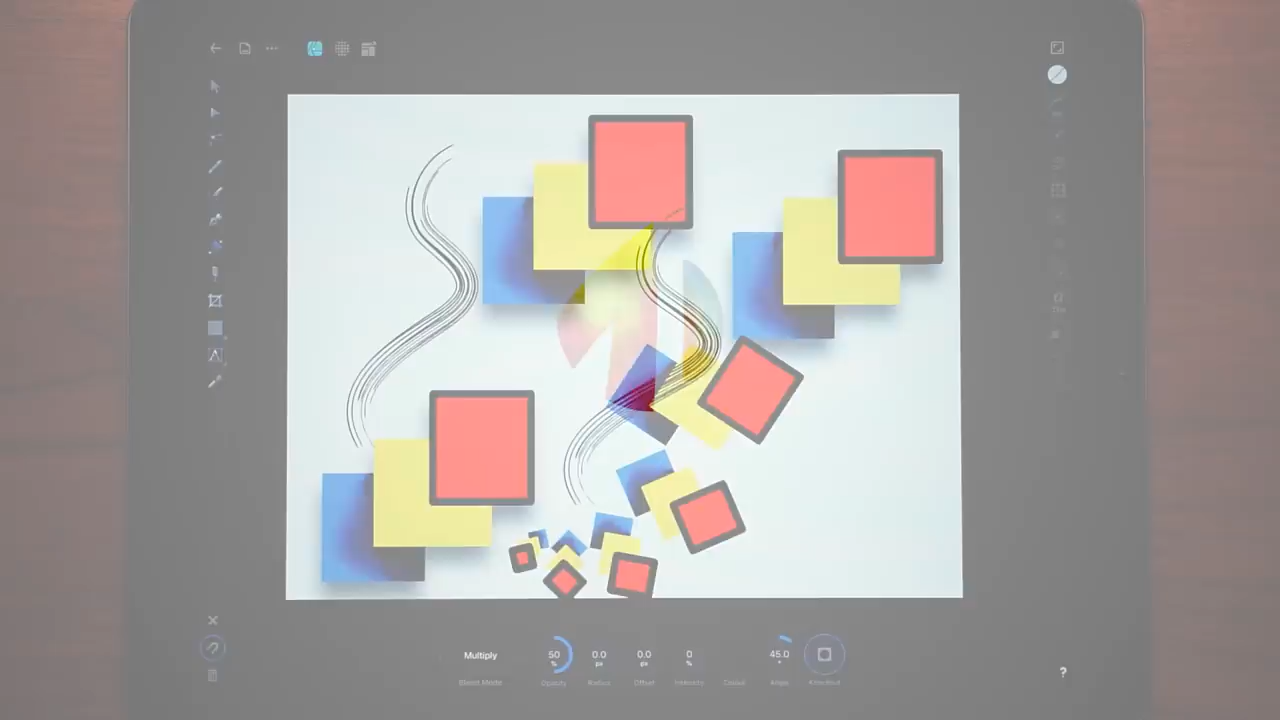 Multiply
50
%
0.0
px
0.0
px
0
%
45.0
°
Blend Mode
Opacity
Radius
Offset
Intensity
Colour
Angle
Knockout
?